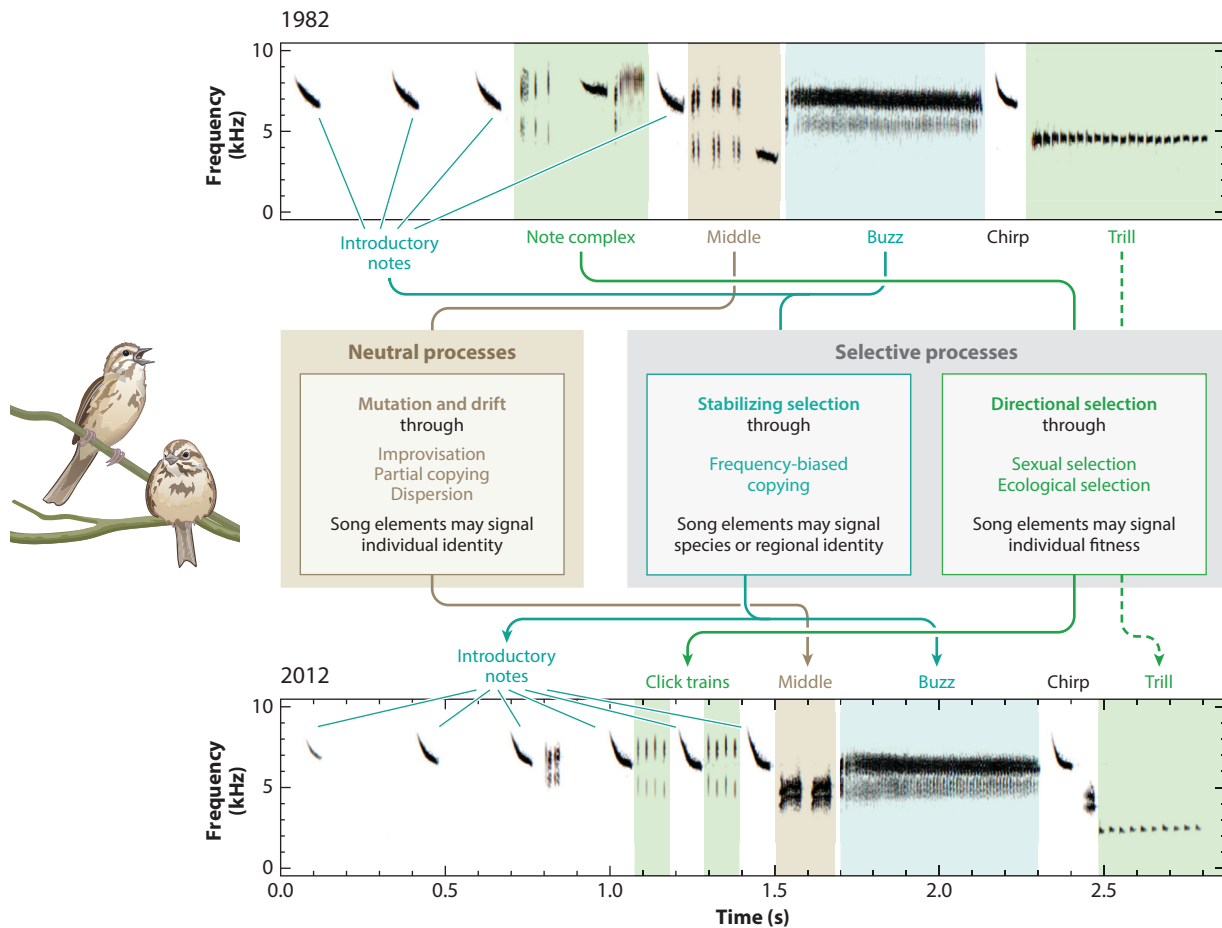 1982
10
5
0
Frequency
(kHz)
Introductory
notes
Note complex
Middle
Buzz
Chirp
Trill
Neutral processes
Mutation and drift
through
Improvisation
Partial copying
Dispersion
Song elements may signal
individual identity
Selective processes
Stabilizing selection
through
Frequency-biased
copying
Song elements may signal
species or regional identity
Directional selection
through
Sexual selection
Ecological selection
Song elements may signal
individual fitness
2012
Introductory
notes
Click trains
Middle
Buzz
Chirp
Trill
10
5
0
Frequency
(kHz)
0.0 0.5 1.0 1.5 2.0 2.5
Time (s)